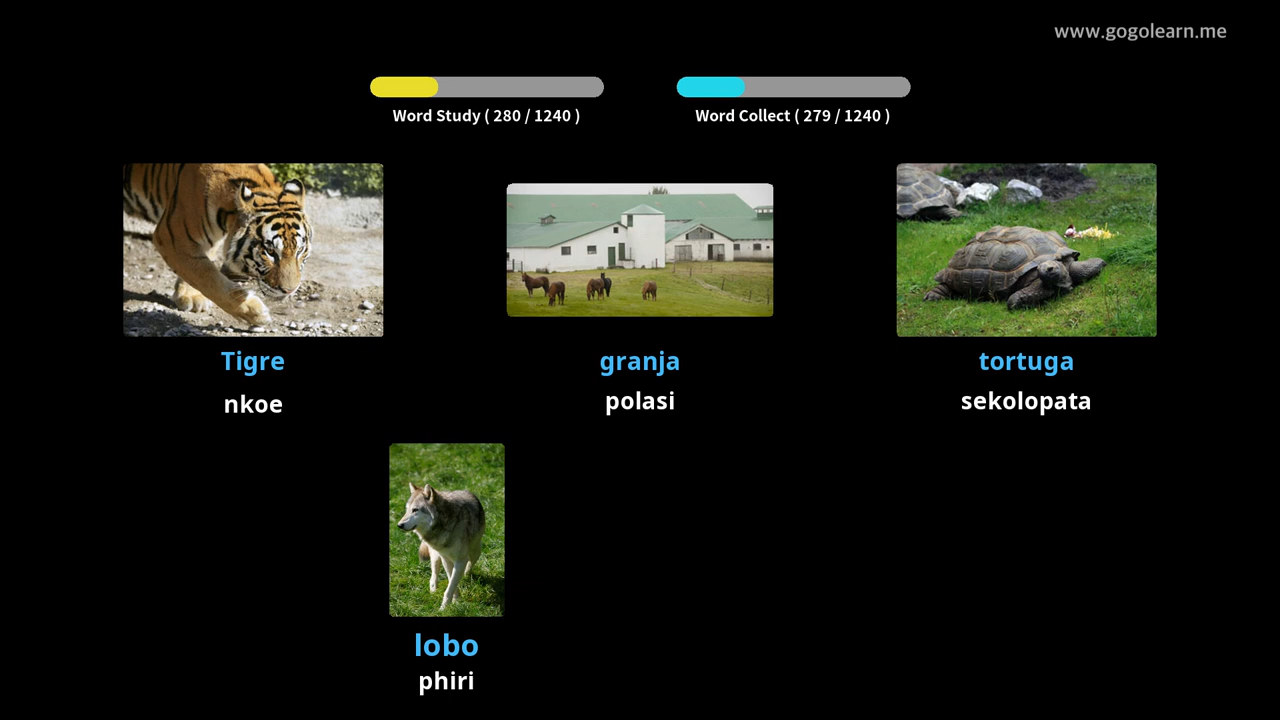 www.gogolearn.me
Word Study ( 280 / 1240 )
Word Collect ( 279 / 1240 )
Tigre
granja
tortuga
nkoe
polasi
sekolopata
lobo
phiri